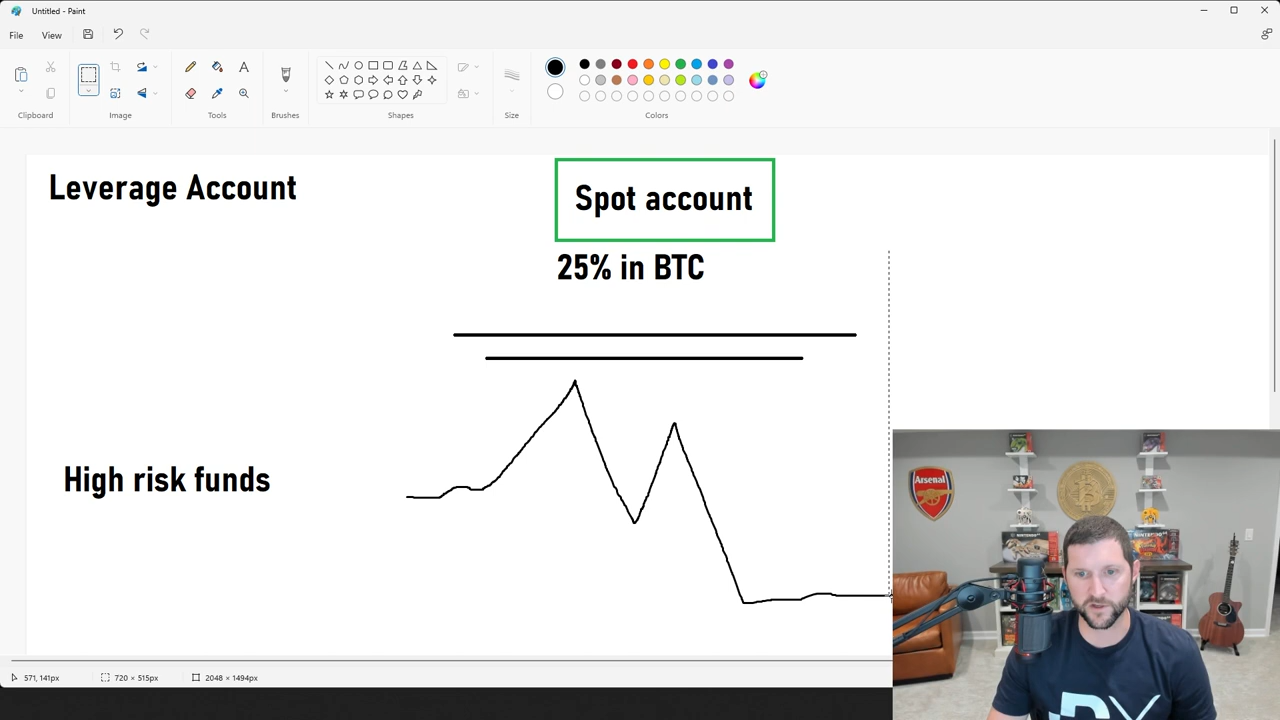 Untitled - Paint
File
View
Clipboard
Image
Tools
Brushes
Shapes
Size
Colors
Leverage Account
Spot account
25% in BTC
High risk funds
Arsenal
571, 141px
720 × 515px
2048 × 1494px